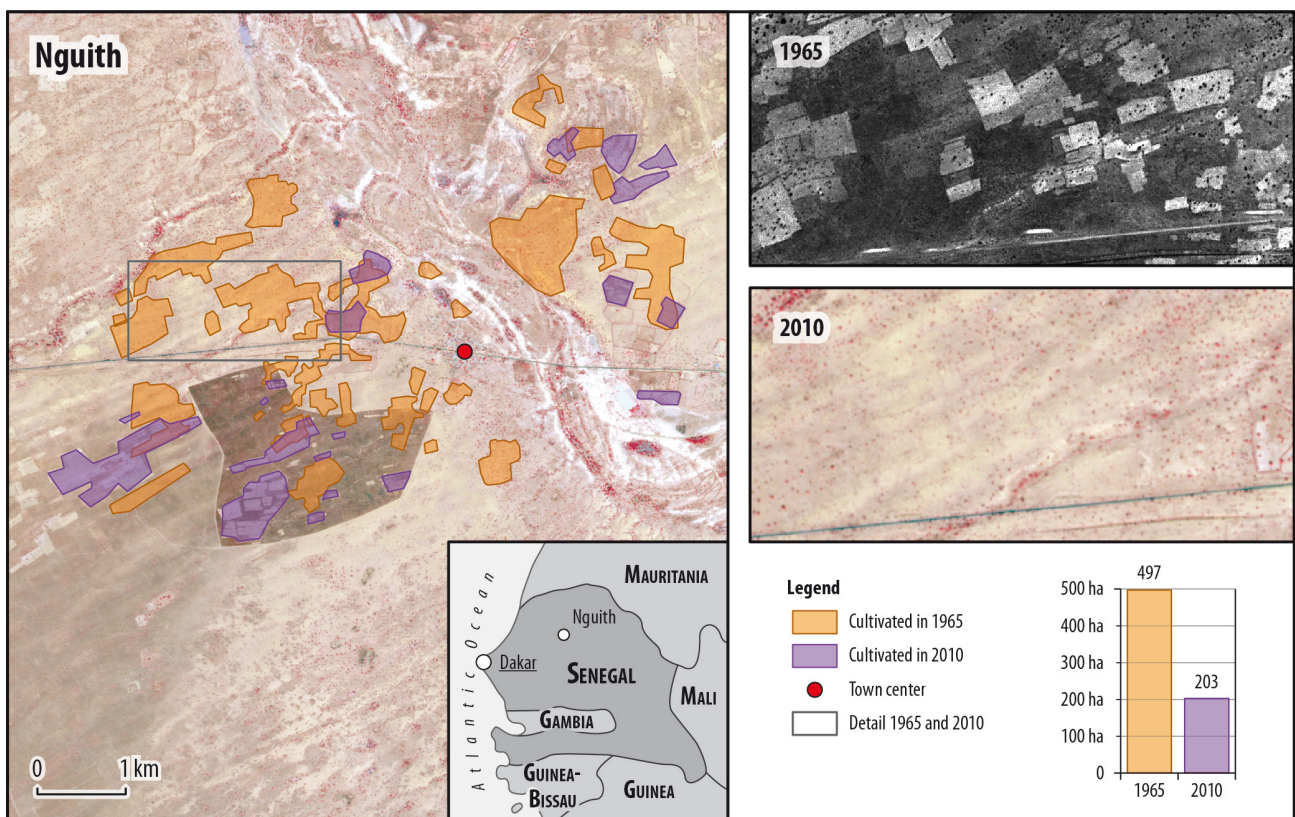 Nguith
0 1 km
Atlantic Ocean
MAURITANIA
Nguith
Dakar
SENEGAL
MALI
GAMBIA
GUINEA-
BISSAU
GUINEA
1965
2010
Legend
Cultivated in 1965
Cultivated in 2010
Town center
Detail 1965 and 2010
500 ha
400 ha
300 ha
200 ha
100 ha
0
497
203
1965
2010